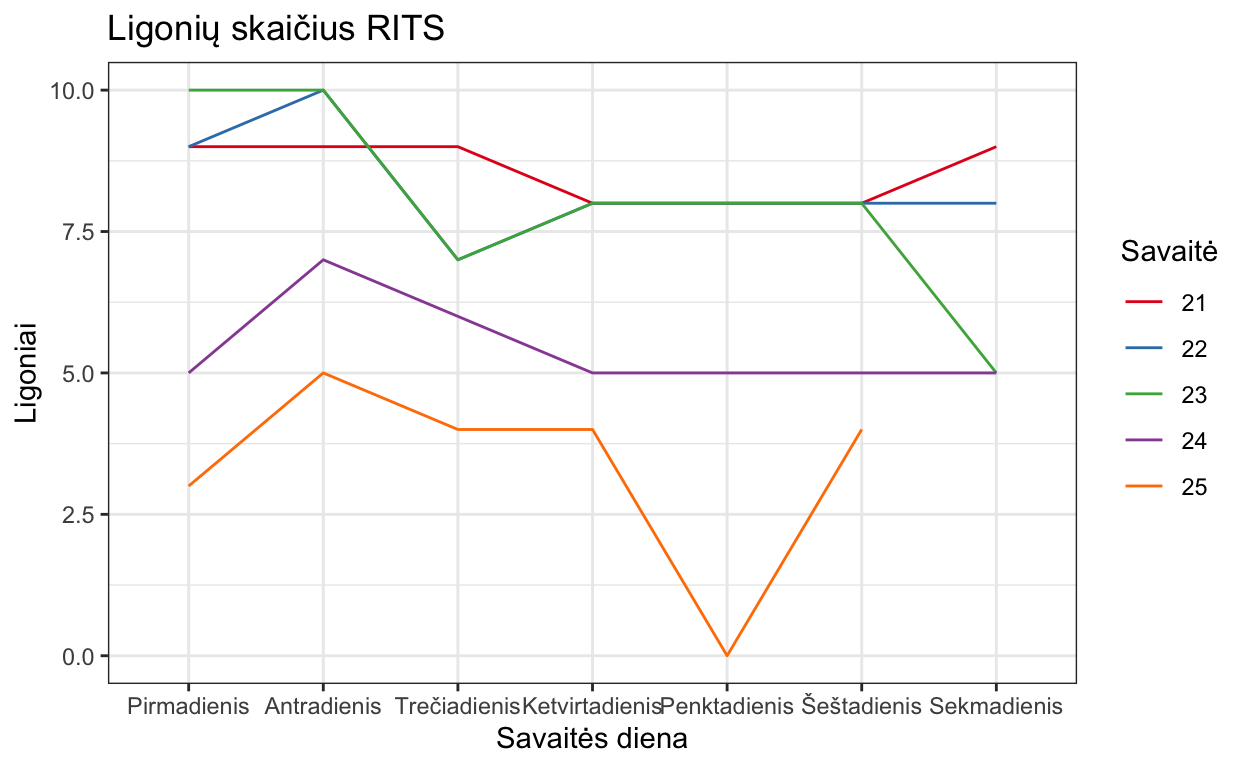 Ligonių skaičius RITS
10.0
7.5
5.0
2.5
0.0
Ligoniai
Pirmadienis Antradienis Trečiadienis Ketvirtadienis Penktadienis Šeštadienis Sekmadienis
Savaitės diena
Savaitė
21
22
23
24
25